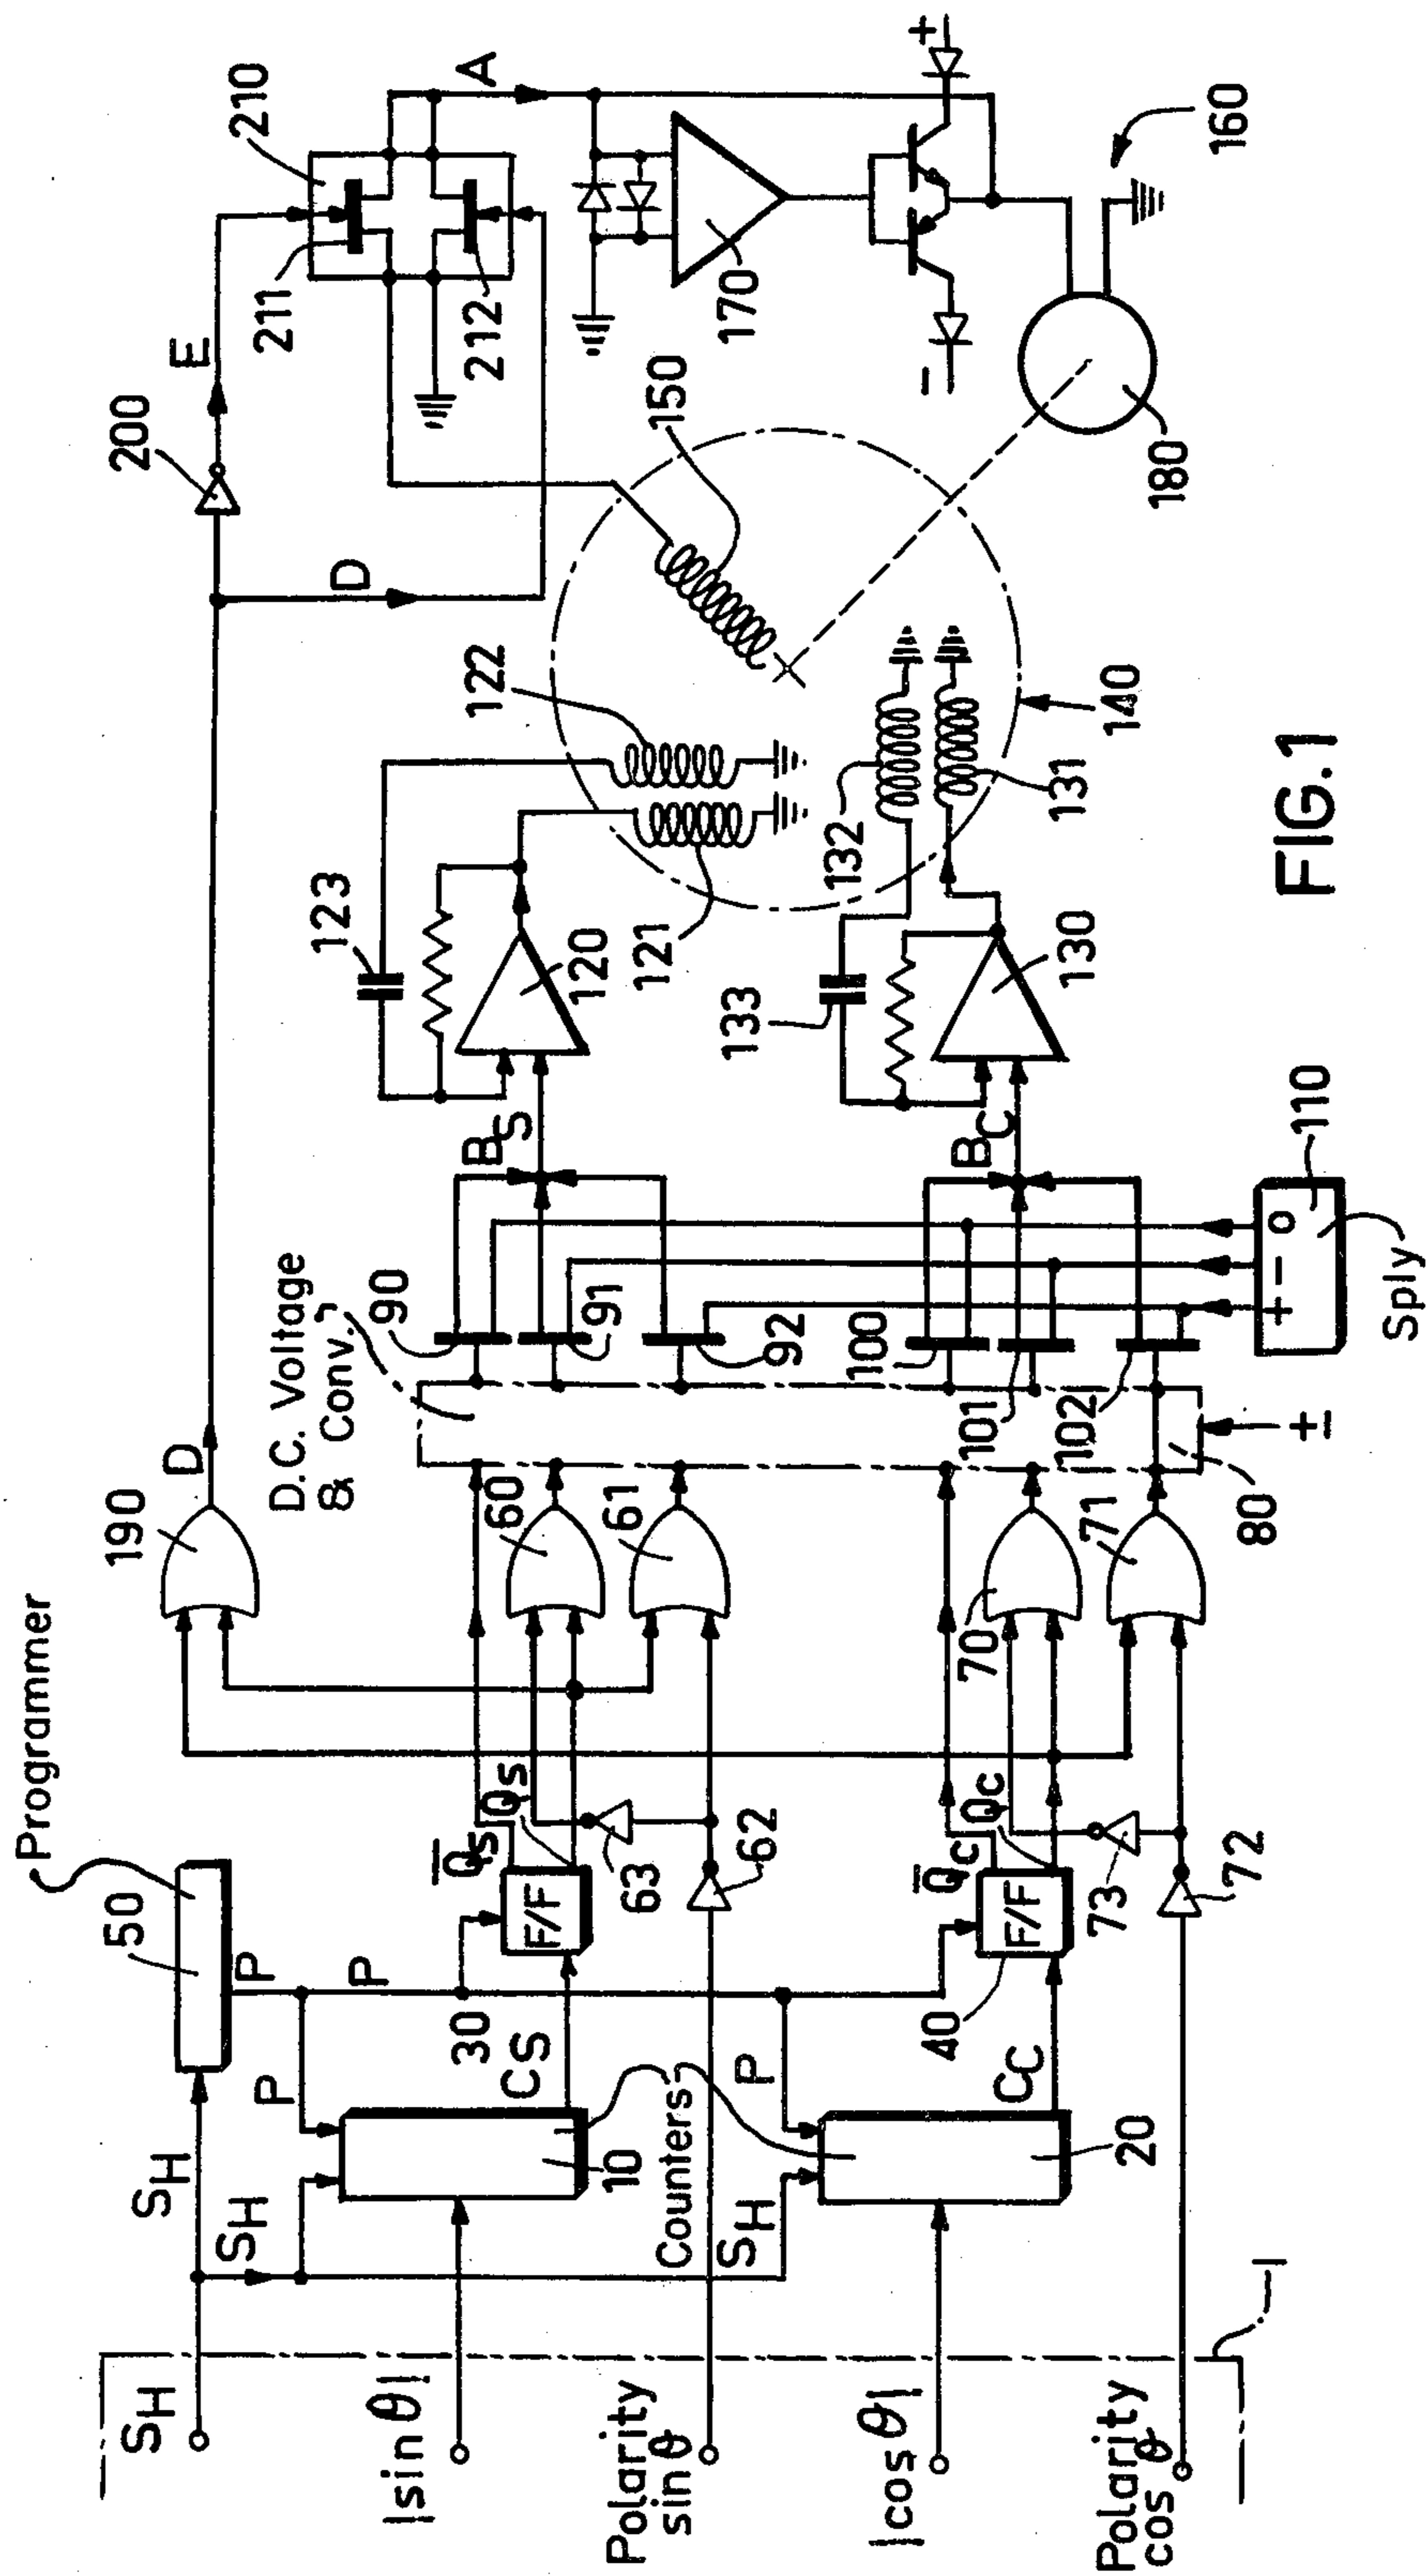 Programmer
50
S_H
S_H
S_H
P
P
P
P
190
D
D
200
E
210
211
212
A
|sin θ|
10
Counters
C_S
30
F/F
Q̅_s
Q_s
63
62
60
61
D.C. Voltage
& Conv.
90
91
92
B_S
123
120
121
122
150
170
+
−
Polarity
sin θ
S_H
|cos θ|
20
C_C
40
F/F
Q̅_c
Q_c
73
72
70
71
80
±
100
101
102
B_C
133
130
132
131
140
160
180
Polarity
cos θ
1
+ − O
110
Sply
FIG.1